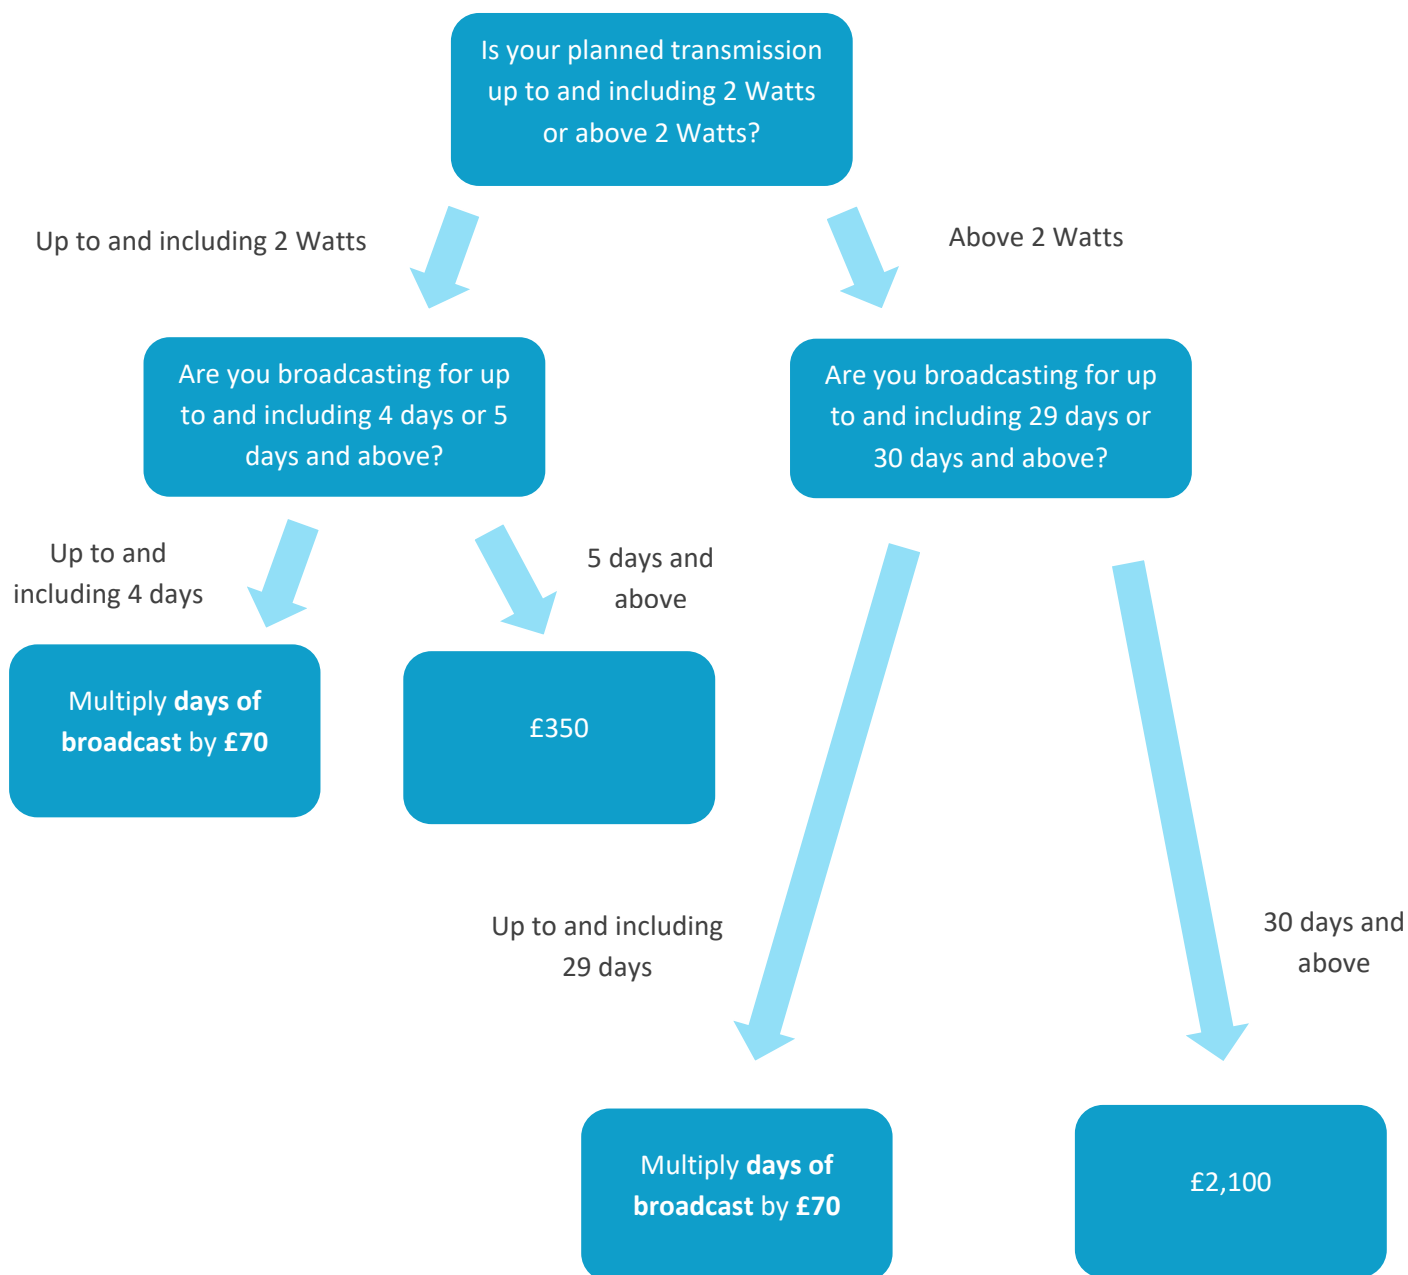 Is your planned transmission
up to and including 2 Watts
or above 2 Watts?
Up to and including 2 Watts
Above 2 Watts
Are you broadcasting for up
to and including 4 days or 5
days and above?
Are you broadcasting for up
to and including 29 days or
30 days and above?
Up to and
including 4 days
5 days and
above
Multiply days of
broadcast by £70
£350
Up to and including
29 days
30 days and
above
Multiply days of
broadcast by £70
£2,100